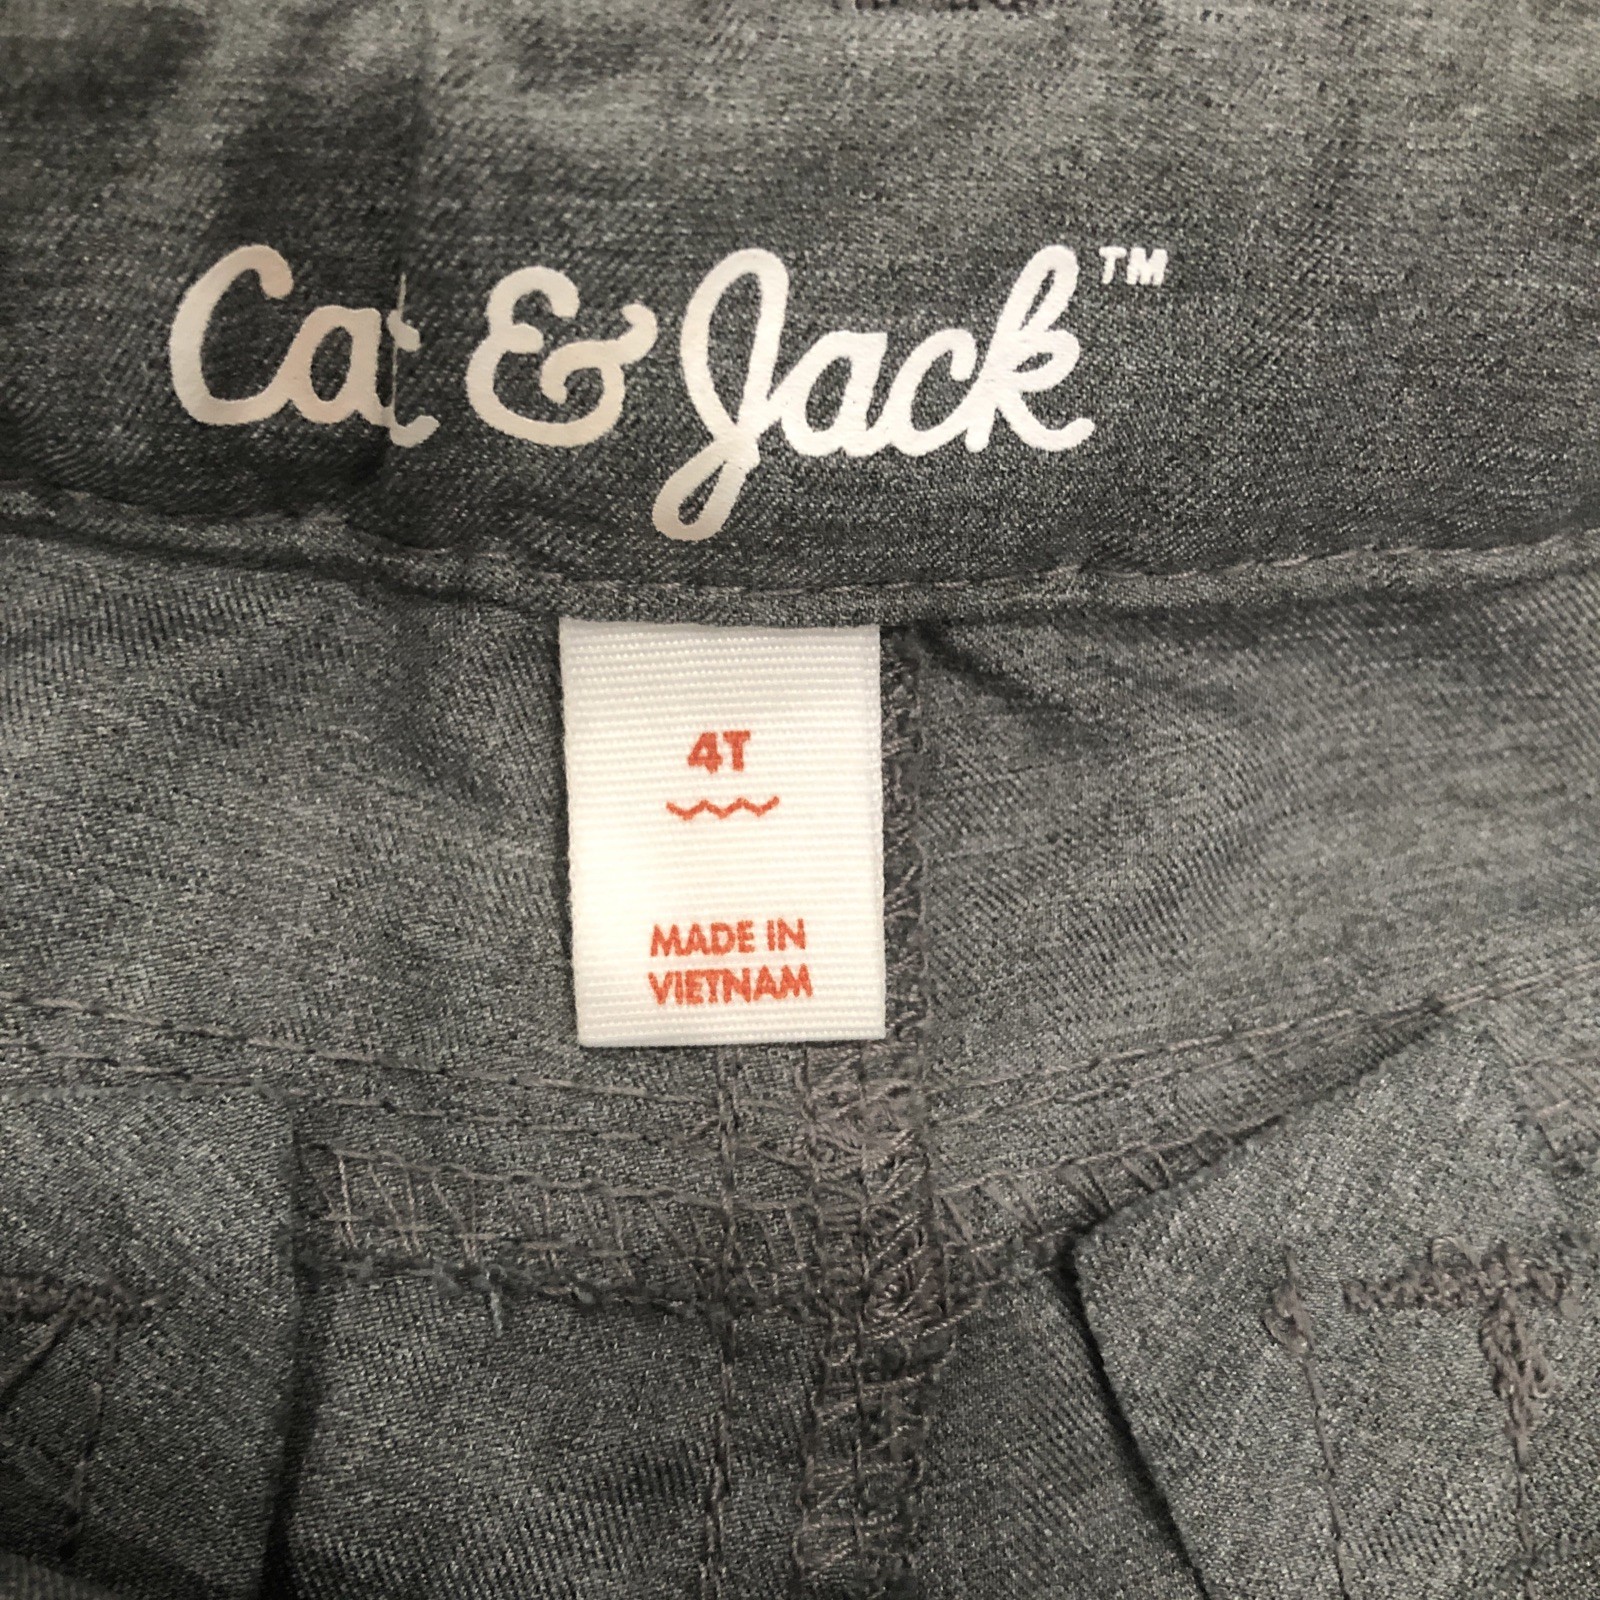 Cat & Jack™
4T
MADE IN
VIETNAM